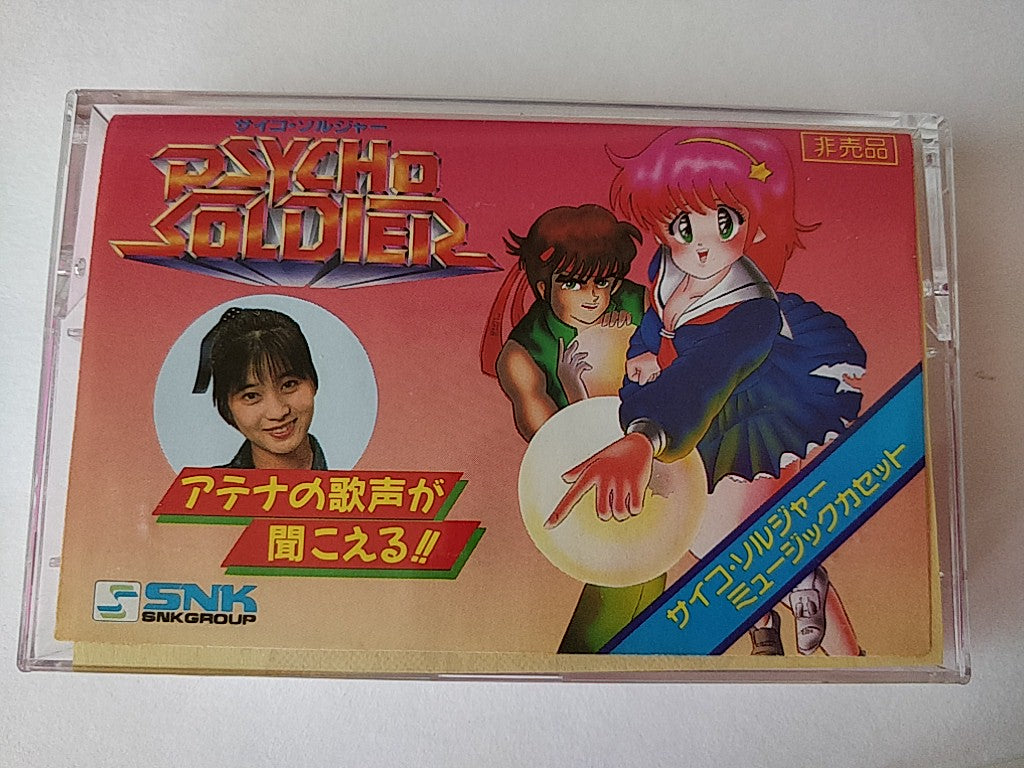 サイコ・ソルジャー
PSYCHO
SOLDIER
非売品
アテナの歌声が
聞こえる!!
サイコ・ソルジャー
ミュージックカセット
SNK
SNKGROUP